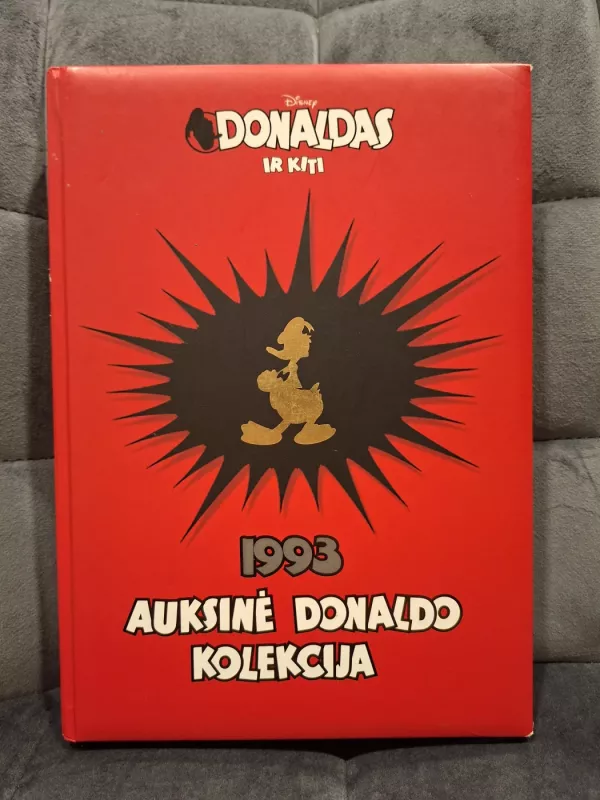 Disney
DONALDAS
IR KITI
1993
AUKSINĖ DONALDO
KOLEKCIJA